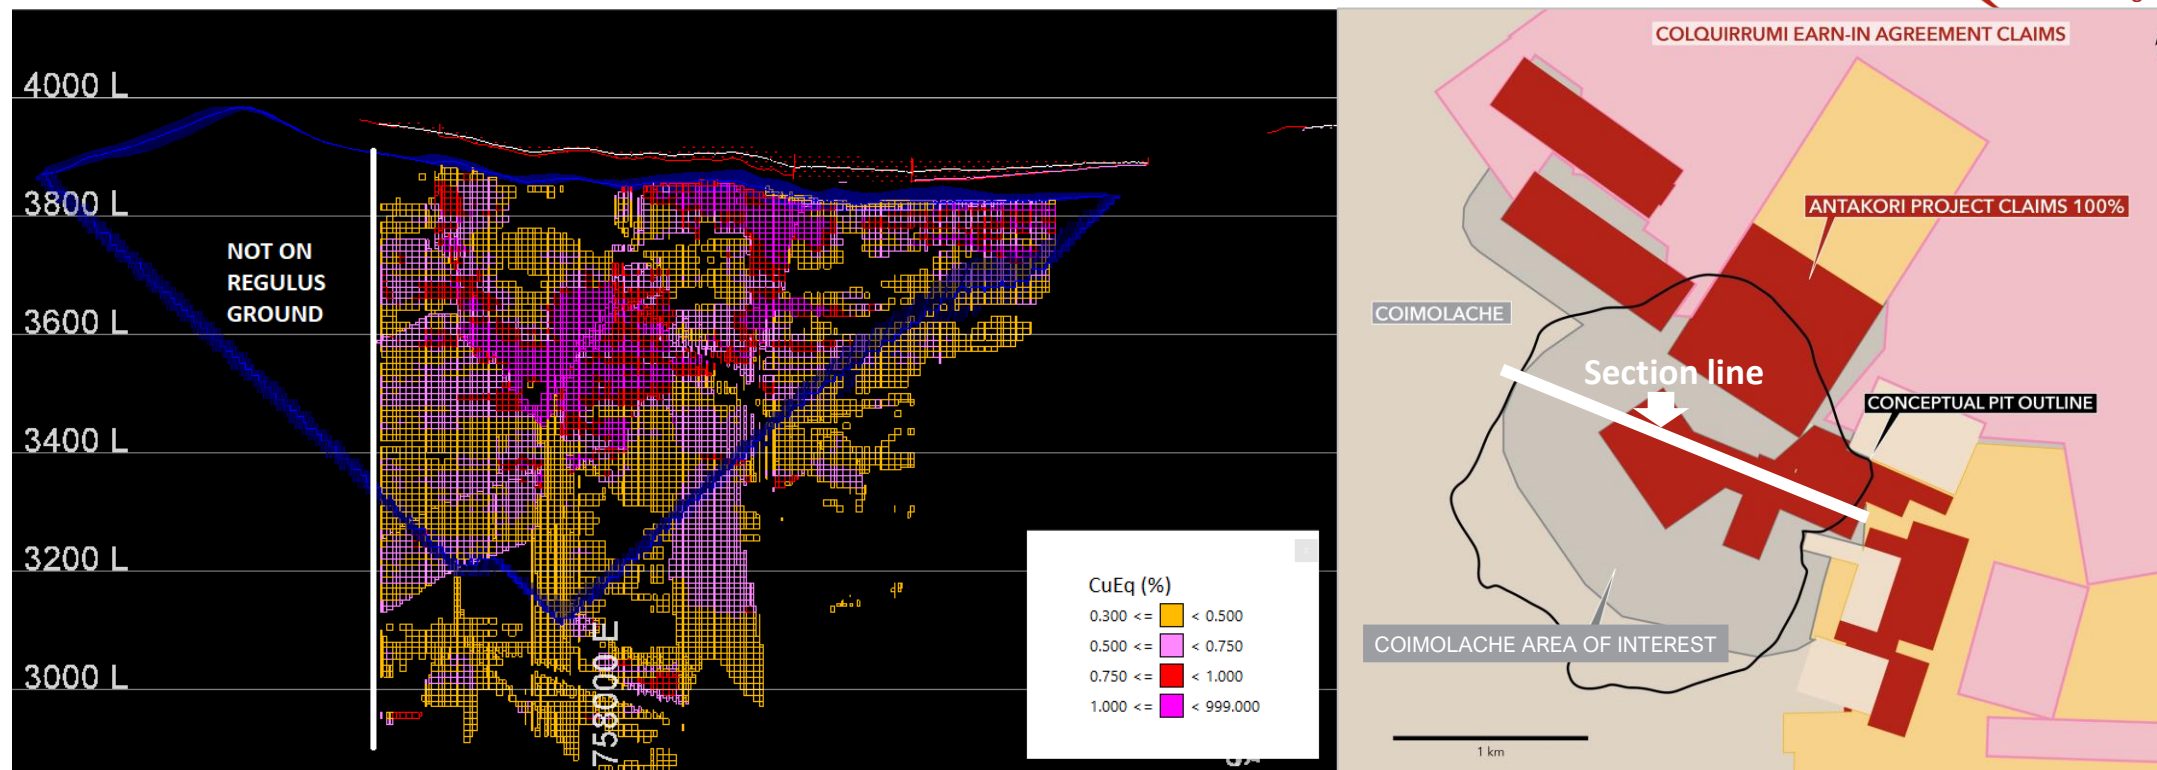 4000 L
3800 L
3600 L
3400 L
3200 L
3000 L
NOT ON
REGULUS
GROUND
758000 E
CuEq (%)
0.300 <= < 0.500
0.500 <= < 0.750
0.750 <= < 1.000
1.000 <= < 999.000
COLQUIRRUMI EARN-IN AGREEMENT CLAIMS
ANTAKORI PROJECT CLAIMS 100%
COIMOLACHE
Section line
CONCEPTUAL PIT OUTLINE
COIMOLACHE AREA OF INTEREST
1 km